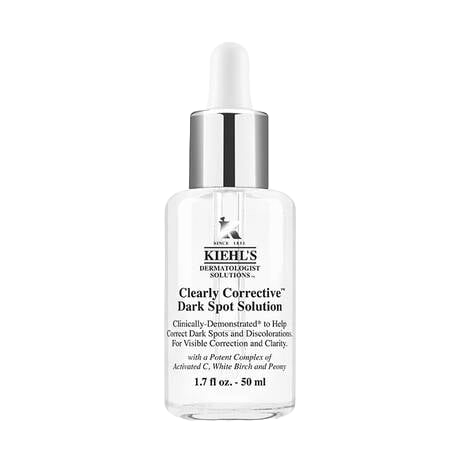 SINCE 1851
KIEHL'S
DERMATOLOGIST
SOLUTIONS™
Clearly Corrective™
Dark Spot Solution
Clinically-Demonstrated* to Help
Correct Dark Spots and Discolorations.
For Visible Correction and Clarity.
with a Potent Complex of
Activated C, White Birch and Peony
1.7 fl oz. - 50 ml